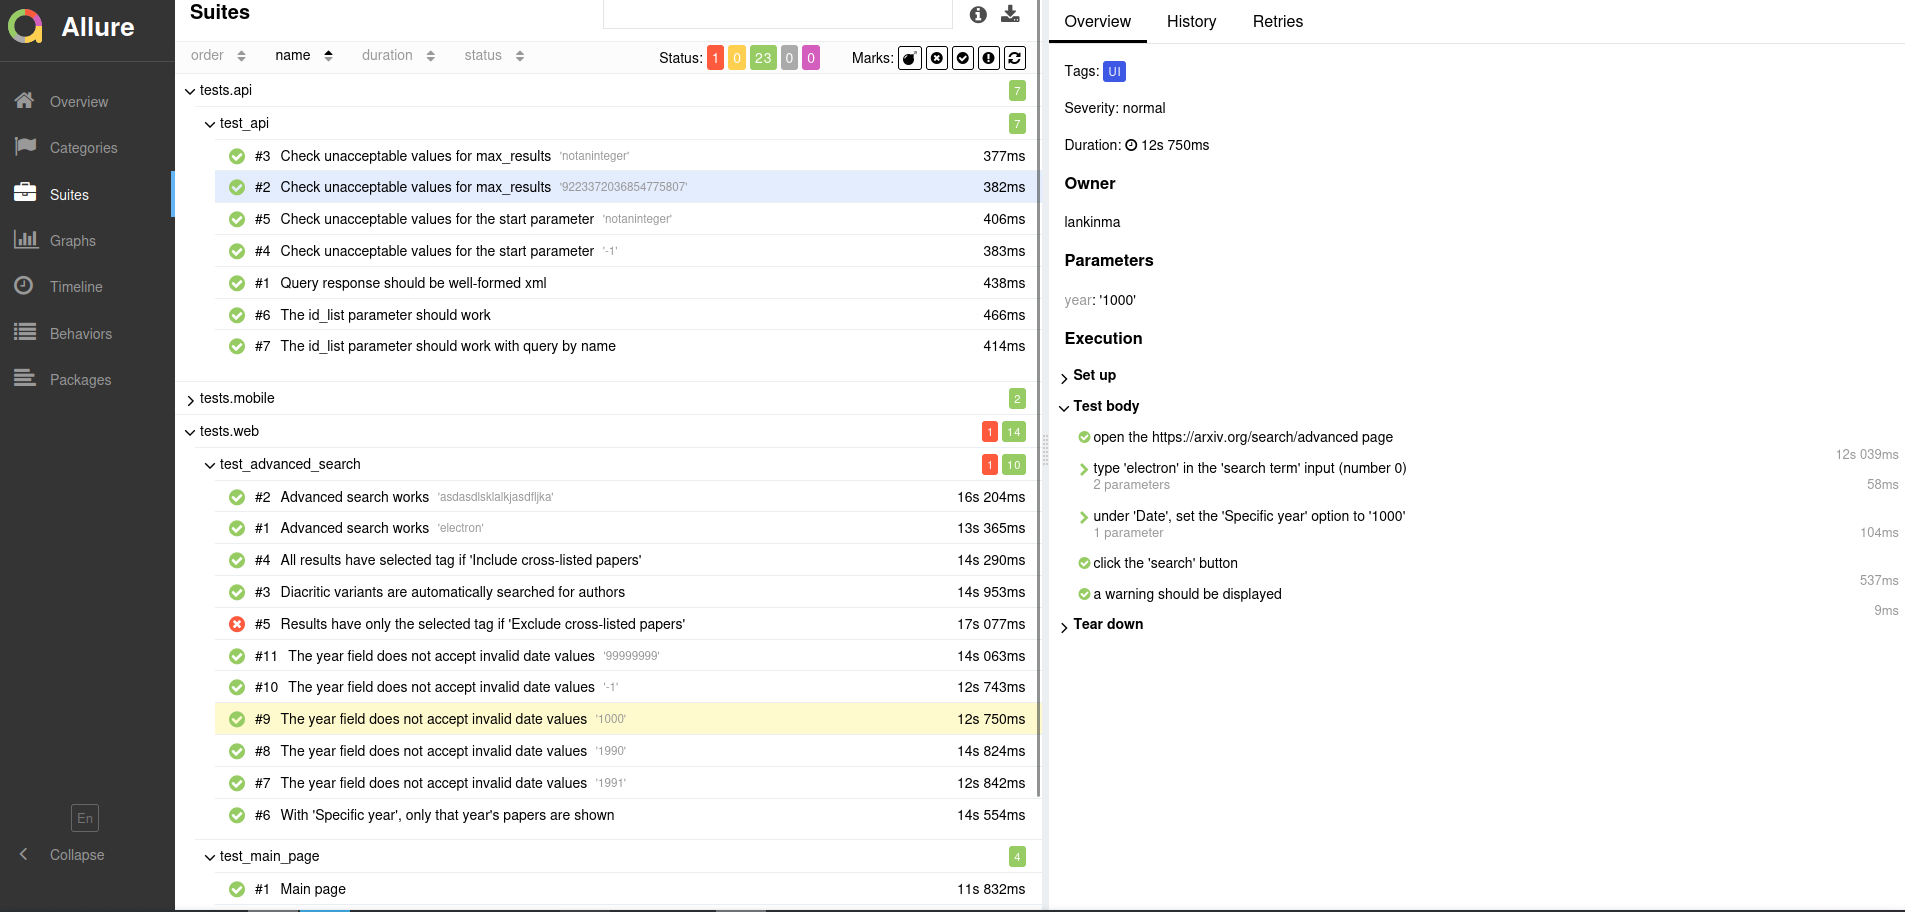 Allure
Overview
Categories
Suites
Graphs
Timeline
Behaviors
Packages
En
Collapse
Suites
order name duration status Status: 1 0 23 0 0 Marks:
tests.api 7
test_api 7
#3 Check unacceptable values for max_results 'notaninteger' 377ms
#2 Check unacceptable values for max_results '9223372036854775807' 382ms
#5 Check unacceptable values for the start parameter 'notaninteger' 406ms
#4 Check unacceptable values for the start parameter '-1' 383ms
#1 Query response should be well-formed xml 438ms
#6 The id_list parameter should work 466ms
#7 The id_list parameter should work with query by name 414ms
tests.mobile 2
tests.web 1 14
test_advanced_search 1 10
#2 Advanced search works 'asdasdlsklalkjasdfljka' 16s 204ms
#1 Advanced search works 'electron' 13s 365ms
#4 All results have selected tag if 'Include cross-listed papers' 14s 290ms
#3 Diacritic variants are automatically searched for authors 14s 953ms
#5 Results have only the selected tag if 'Exclude cross-listed papers' 17s 077ms
#11 The year field does not accept invalid date values '99999999' 14s 063ms
#10 The year field does not accept invalid date values '-1' 12s 743ms
#9 The year field does not accept invalid date values '1000' 12s 750ms
#8 The year field does not accept invalid date values '1990' 14s 824ms
#7 The year field does not accept invalid date values '1991' 12s 842ms
#6 With 'Specific year', only that year's papers are shown 14s 554ms
test_main_page 4
#1 Main page 11s 832ms
Overview History Retries
Tags: UI
Severity: normal
Duration: 12s 750ms
Owner
lankinma
Parameters
year: '1000'
Execution
Set up
Test body
open the https://arxiv.org/search/advanced page
12s 039ms
type 'electron' in the 'search term' input (number 0)
2 parameters 58ms
under 'Date', set the 'Specific year' option to '1000'
1 parameter 104ms
click the 'search' button
537ms
a warning should be displayed
9ms
Tear down